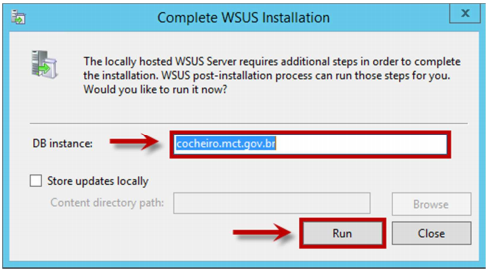 Complete WSUS Installation
x
The locally hosted WSUS Server requires additional steps in order to complete
the installation. WSUS post-installation process can run those steps for you.
Would you like to run it now?
DB instance:
cocheiro.mct.gov.br
Store updates locally
Content directory path:
Browse
Run
Close